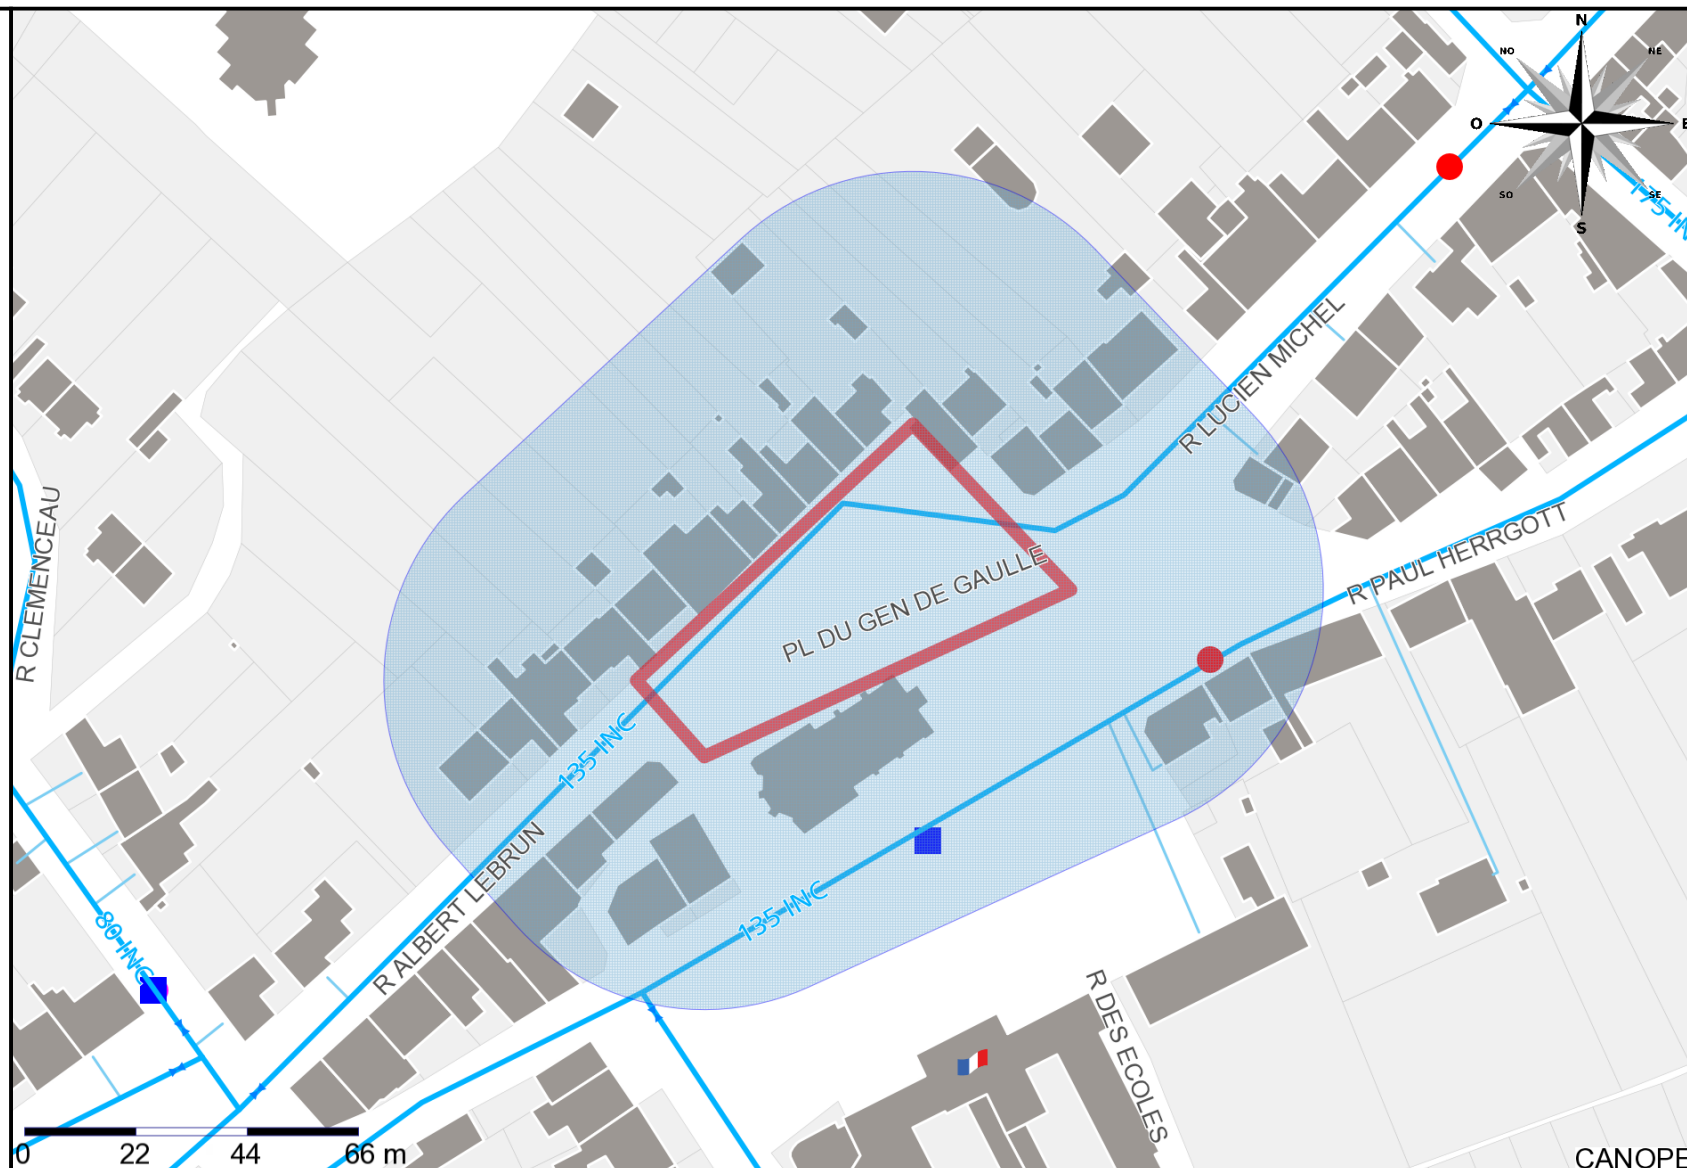 N
NO
NE
O
E
SO
SE
S
175 IN
R LUCIEN MICHEL
R CLEMENCEAU
R PAUL HERRGOTT
PL DU GEN DE GAULLE
135 INC
R ALBERT LEBRUN
135 INC
80 INC
R DES ECOLES
0 22 44 66 m
CANOPE